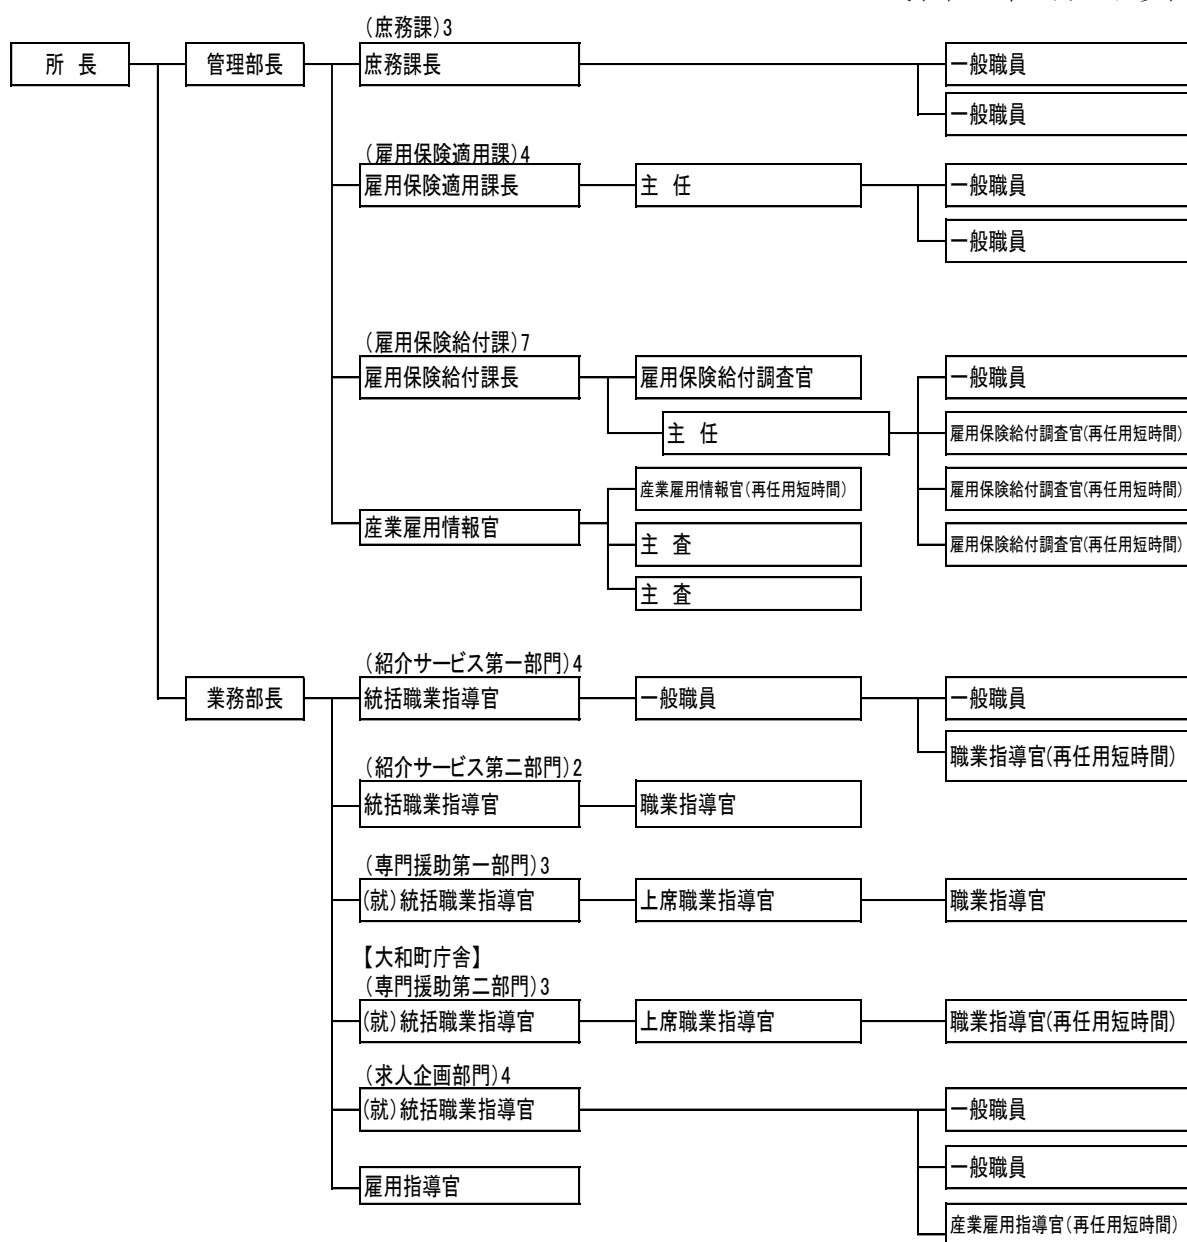 (庶務課)3
所 長
管理部長
庶務課長
一般職員
一般職員
(雇用保険適用課)4
雇用保険適用課長
主 任
一般職員
一般職員
(雇用保険給付課)7
雇用保険給付課長
雇用保険給付調査官
一般職員
主 任
雇用保険給付調査官(再任用短時間)
産業雇用情報官(再任用短時間)
雇用保険給付調査官(再任用短時間)
産業雇用情報官
主 査
雇用保険給付調査官(再任用短時間)
主 査
(紹介サービス第一部門)4
業務部長
統括職業指導官
一般職員
一般職員
職業指導官(再任用短時間)
(紹介サービス第二部門)2
統括職業指導官
職業指導官
(専門援助第一部門)3
(就)統括職業指導官
上席職業指導官
職業指導官
【大和町庁舎】
(専門援助第二部門)3
(就)統括職業指導官
上席職業指導官
職業指導官(再任用短時間)
(求人企画部門)4
(就)統括職業指導官
一般職員
一般職員
雇用指導官
産業雇用指導官(再任用短時間)